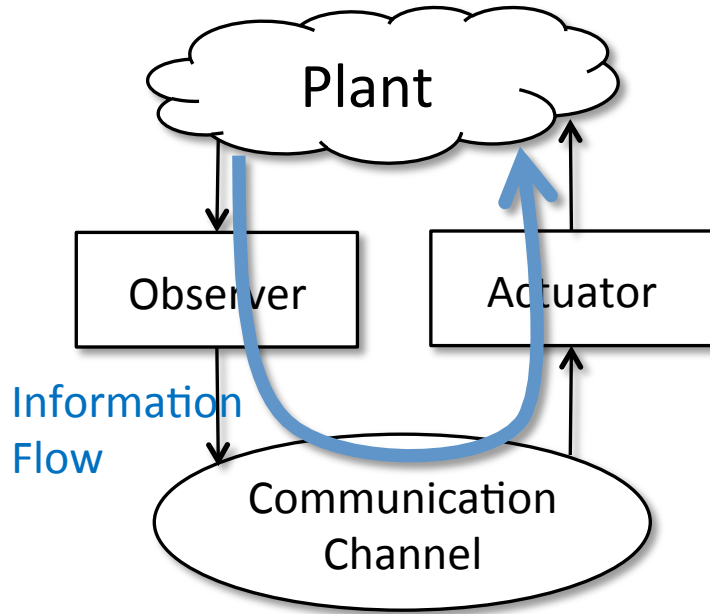 Plant
Observer
Actuator
Information
Flow
Communication
Channel